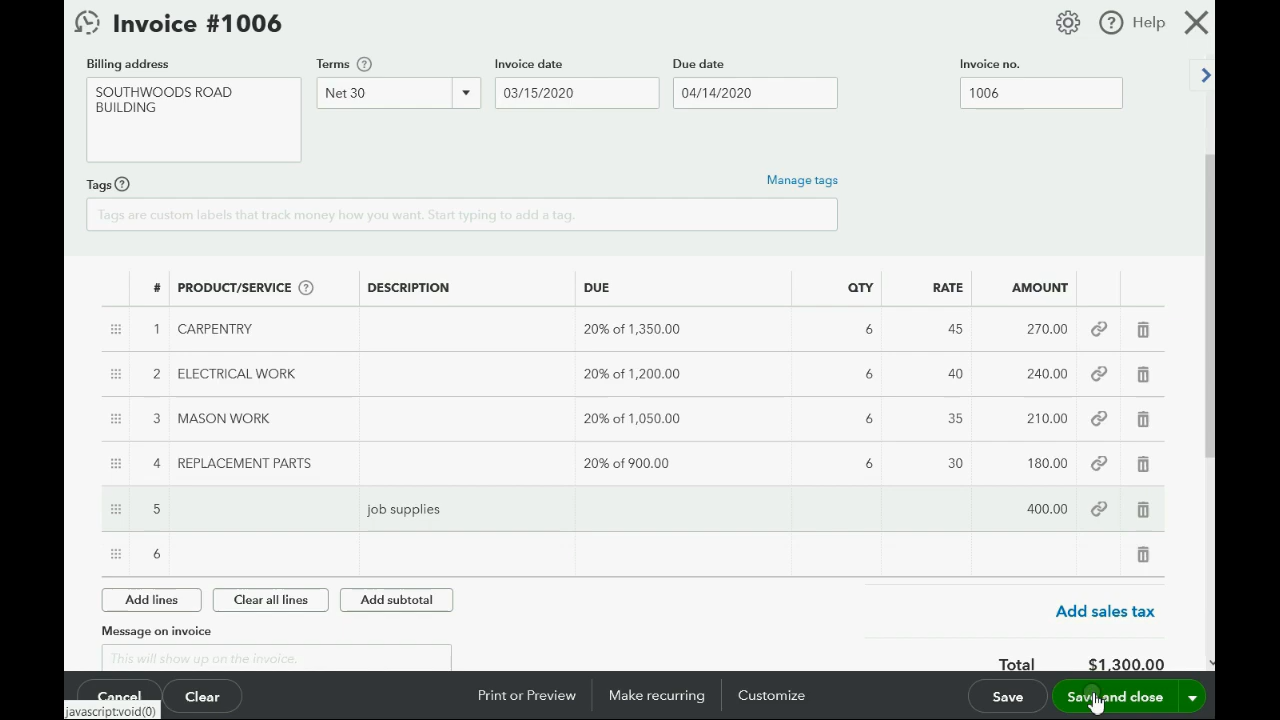 Invoice #1006
Help
Billing address
Terms
Invoice date
Due date
Invoice no.
SOUTHWOODS ROAD
BUILDING
Net 30
03/15/2020
04/14/2020
1006
Tags
Manage tags
Tags are custom labels that track money how you want. Start typing to add a tag.
# PRODUCT/SERVICE DESCRIPTION DUE QTY RATE AMOUNT
1 CARPENTRY 20% of 1,350.00 6 45 270.00
2 ELECTRICAL WORK 20% of 1,200.00 6 40 240.00
3 MASON WORK 20% of 1,050.00 6 35 210.00
4 REPLACEMENT PARTS 20% of 900.00 6 30 180.00
5 job supplies 400.00
6
Add lines
Clear all lines
Add subtotal
Add sales tax
Message on invoice
This will show up on the invoice.
Total $1,300.00
Cancel
Clear
Print or Preview
Make recurring
Customize
Save
Save and close
javascript:void(0)